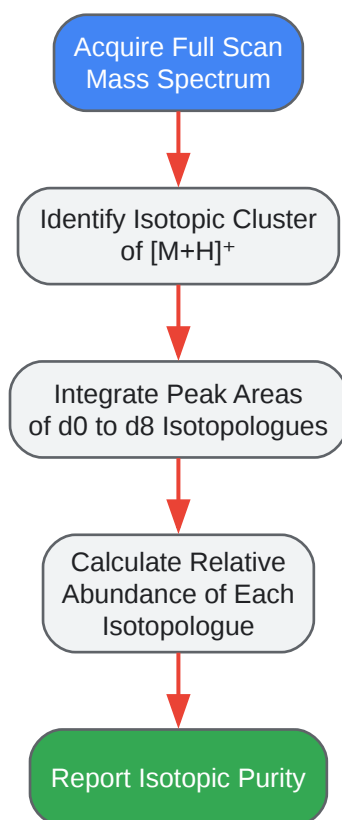 Acquire Full Scan
Mass Spectrum
Identify Isotopic Cluster
of [M+H]⁺
Integrate Peak Areas
of d0 to d8 Isotopologues
Calculate Relative
Abundance of Each
Isotopologue
Report Isotopic Purity